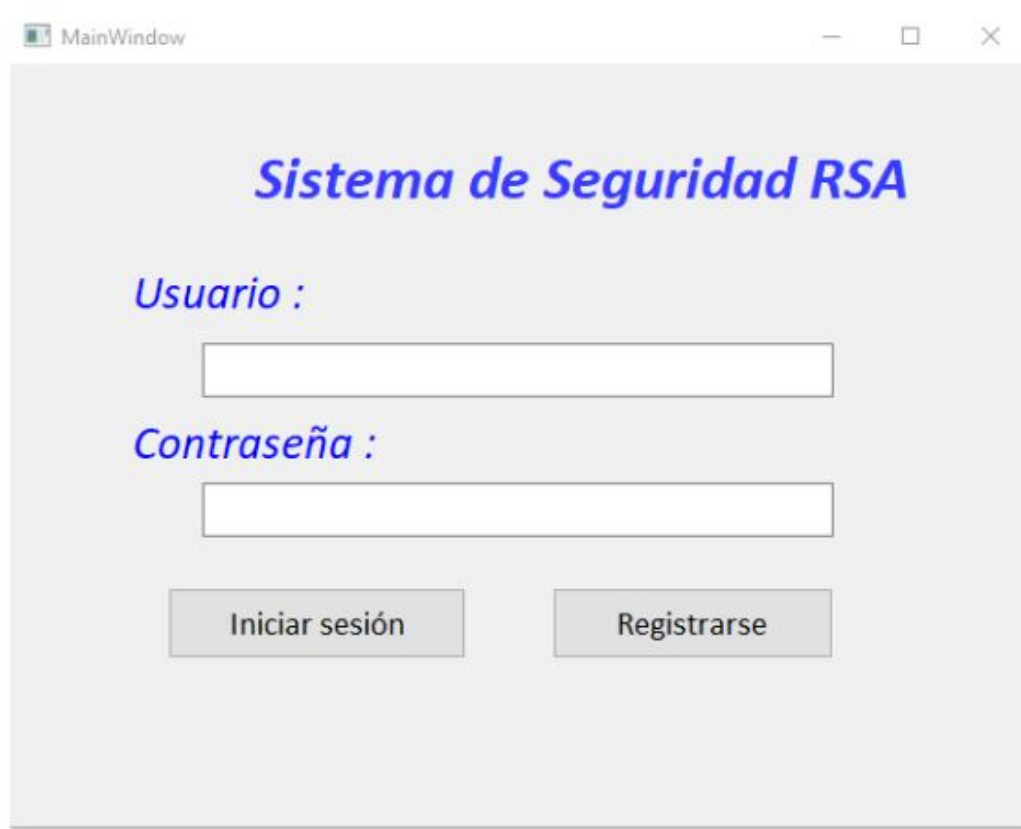 MainWindow
Sistema de Seguridad RSA
Usuario :
Contraseña :
Iniciar sesión
Registrarse